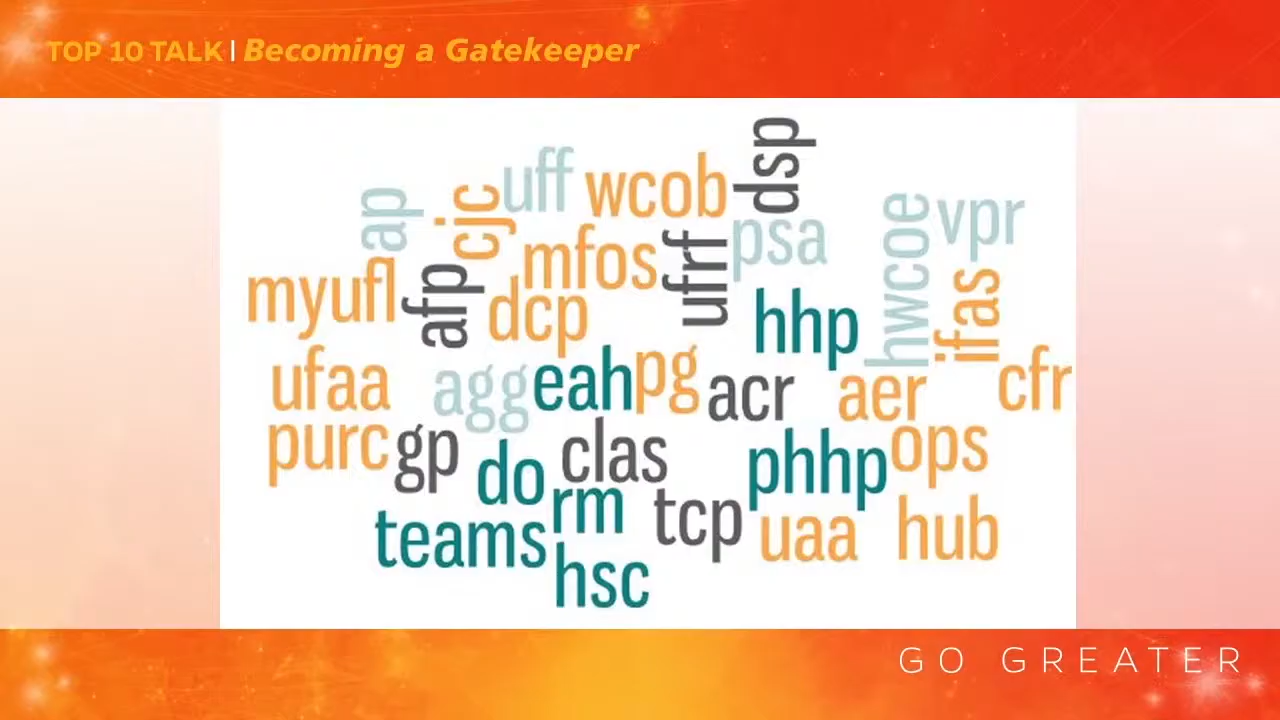 TOP 10 TALK | Becoming a Gatekeeper
dsp
uff wcob
ap cjc
psa
hwcoe vpr
mfos ufrf
myufl afp dcp
hhp ifas
ufaa agg eah pg acr aer cfr
purc gp do clas phhp ops
rm
teams tcp uaa hub
hsc
GO GREATER